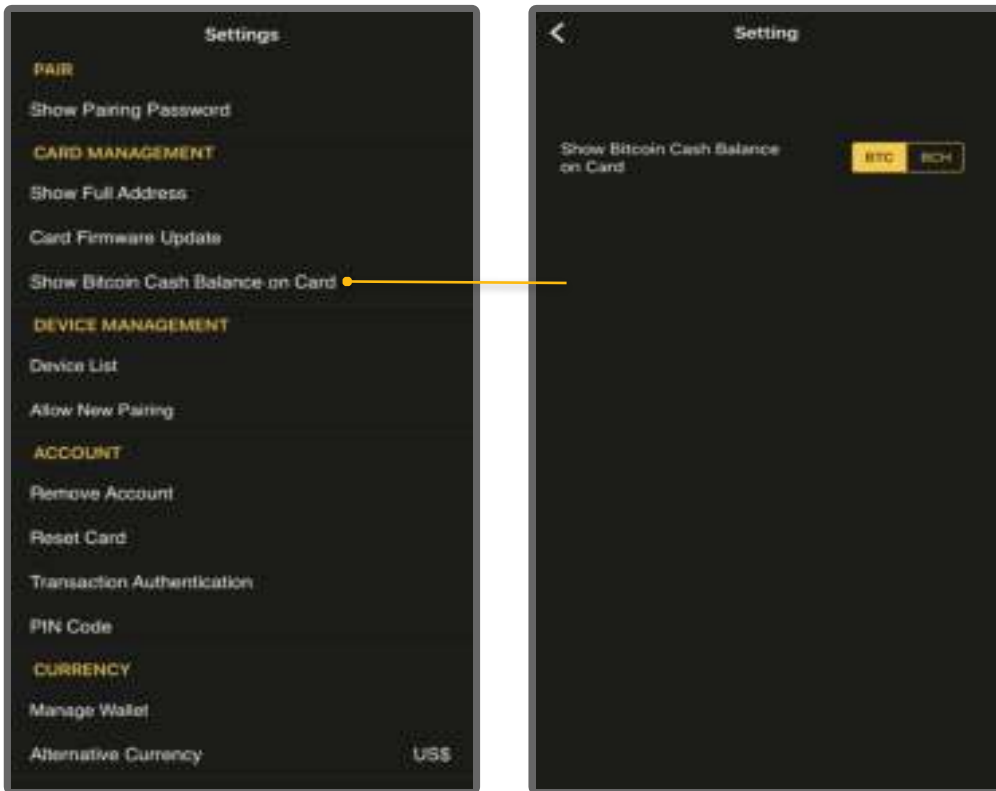 Settings
PAIR
Show Pairing Password
CARD MANAGEMENT
Show Full Address
Card Firmware Update
Show Bitcoin Cash Balance on Card
DEVICE MANAGEMENT
Device List
Allow New Pairing
ACCOUNT
Remove Account
Reset Card
Transaction Authentication
PIN Code
CURRENCY
Manage Wallet
Alternative Currency US$
Setting
Show Bitcoin Cash Balance
on Card
BTC BCH